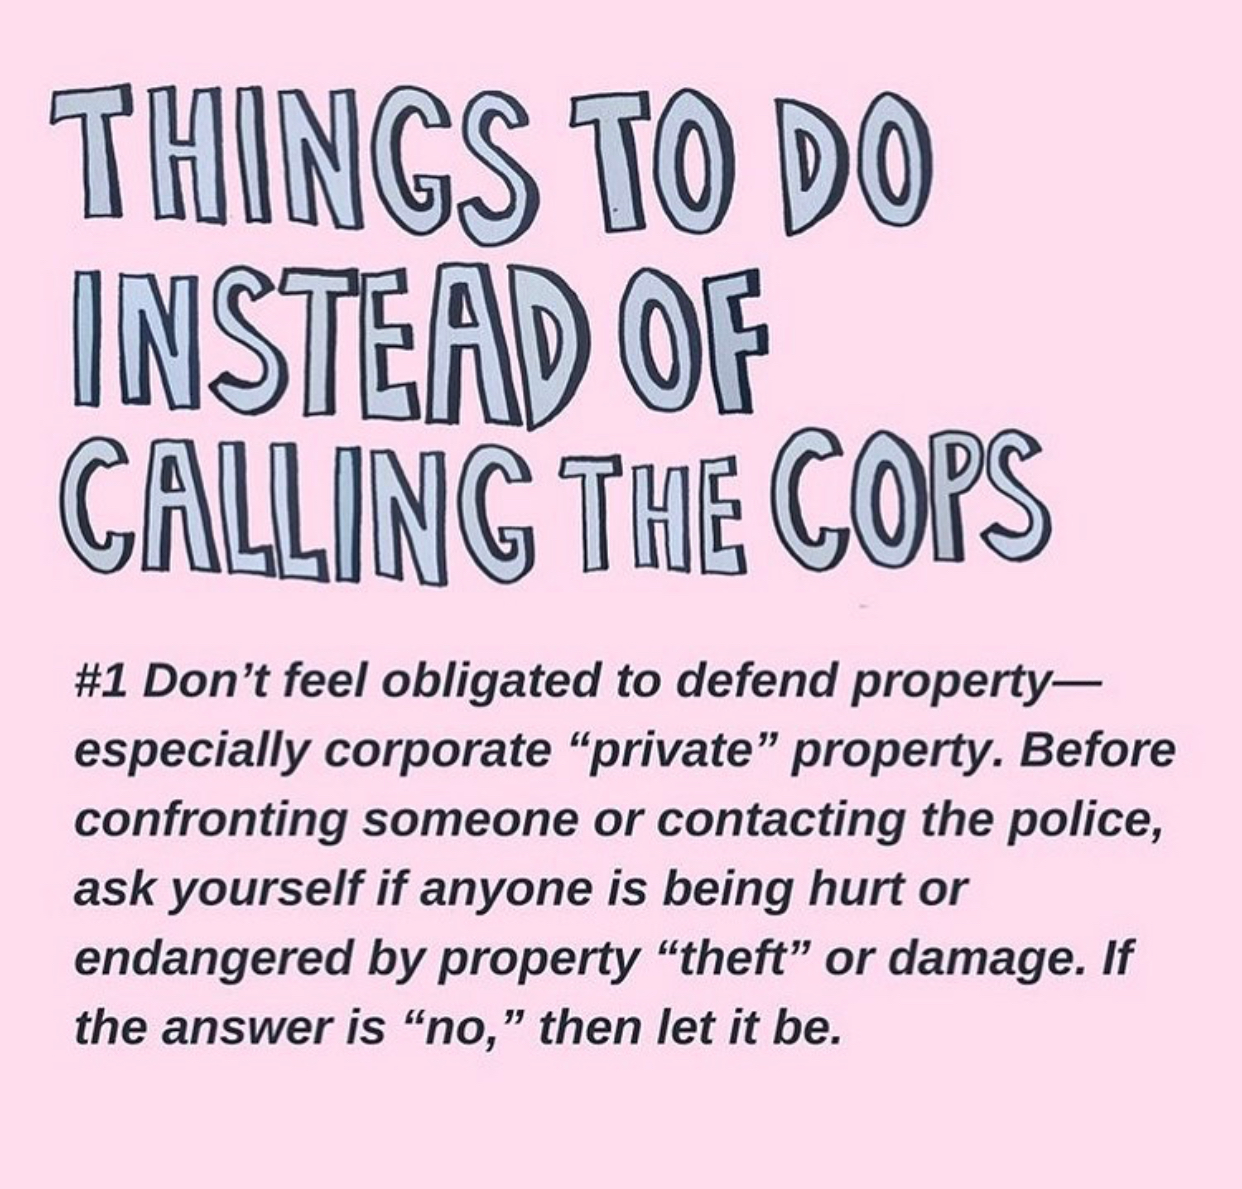 THINGS TO DO
INSTEAD OF
CALLING THE COPS
#1 Don’t feel obligated to defend property—
especially corporate “private” property. Before
confronting someone or contacting the police,
ask yourself if anyone is being hurt or
endangered by property “theft” or damage. If
the answer is “no,” then let it be.